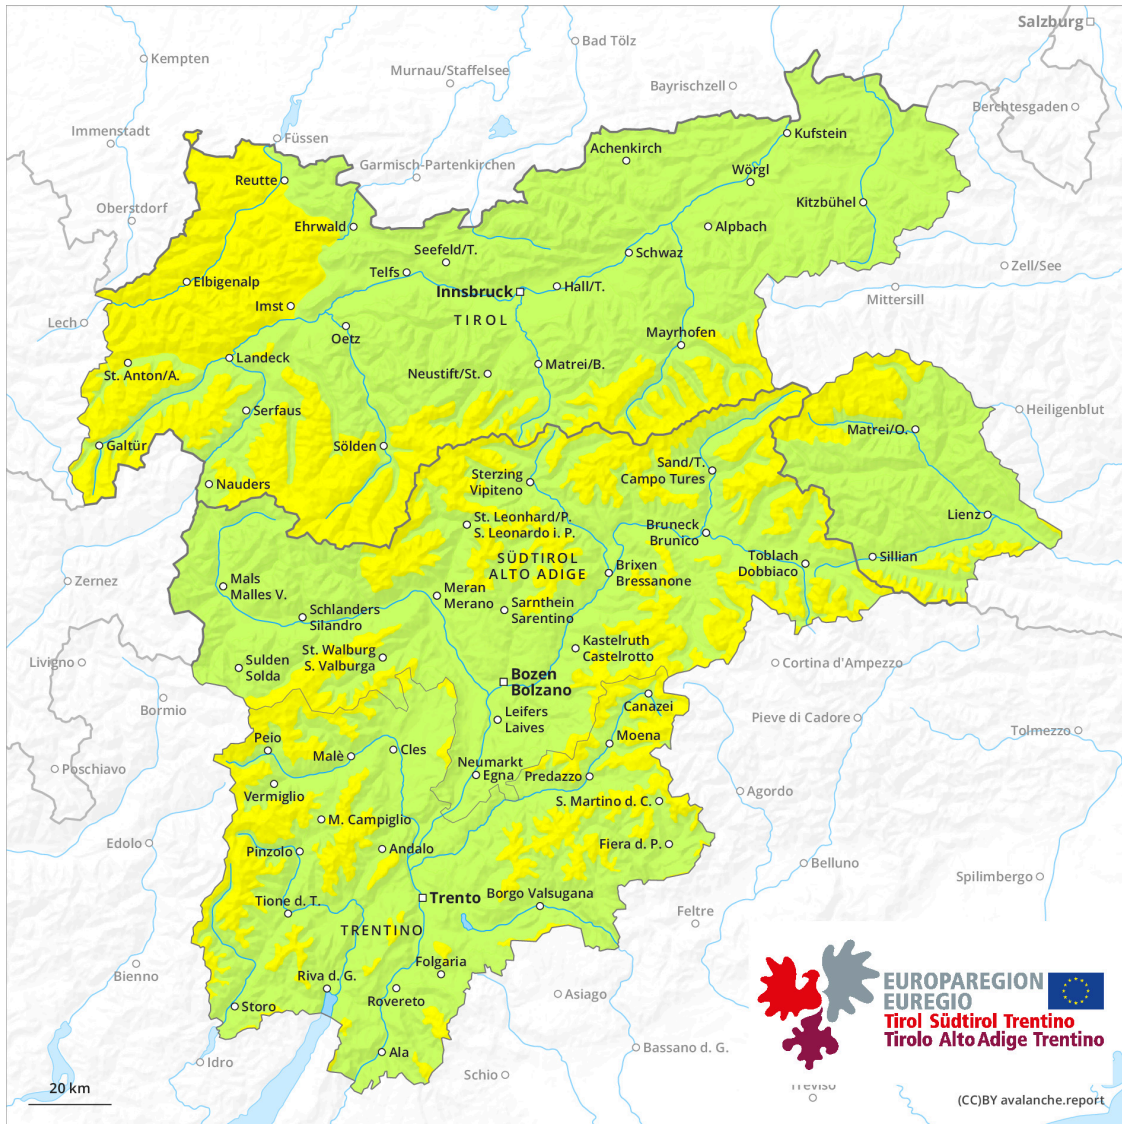 Salzburg
Bad Tölz
Kempten
Murnau/Staffelsee
Bayrischzell
Berchtesgaden
Immenstadt
Füssen
Kufstein
Achenkirch
Garmisch-Partenkirchen
Wörgl
Reutte
Oberstdorf
Kitzbühel
Ehrwald
Alpbach
Seefeld/T.
Schwaz
Zell/See
Telfs
Elbigenalp
Hall/T.
Innsbruck
Mittersill
Imst
TIROL
Lech
Mayrhofen
Oetz
Landeck
Matrei/B.
St. Anton/A.
Neustift/St.
Serfaus
Heiligenblut
Matrei/O.
Galtür
Sölden
Sand/T.
Campo Tures
Sterzing
Vipiteno
Nauders
St. Leonhard/P.
S. Leonardo i. P.
Lienz
Bruneck
Brunico
SÜDTIROL
ALTO ADIGE
Toblach
Dobbiaco
Sillian
Brixen
Bressanone
Zernez
Mals
Malles V.
Meran
Merano
Sarnthein
Sarentino
Schlanders
Silandro
Kastelruth
Castelrotto
St. Walburg
S. Valburga
Livigno
Sulden
Solda
Cortina d'Ampezzo
Bozen
Bolzano
Bormio
Canazei
Leifers
Laives
Pieve di Cadore
Tolmezzo
Peio
Moena
Cles
Malè
Poschiavo
Neumarkt
Egna
Predazzo
Vermiglio
Agordo
S. Martino d. C.
M. Campiglio
Edolo
Pinzolo
Andalo
Fiera d. P.
Belluno
Spilimbergo
Borgo Valsugana
Trento
Tione d. T.
Feltre
TRENTINO
Folgaria
Bienno
Riva d. G.
EUROPAREGION
EUREGIO
Tirol Südtirol Trentino
Tirolo Alto Adige Trentino
Asiago
Rovereto
Storo
Bassano d. G.
Ala
Idro
Schio
Treviso
20 km
(CC)BY avalanche.report